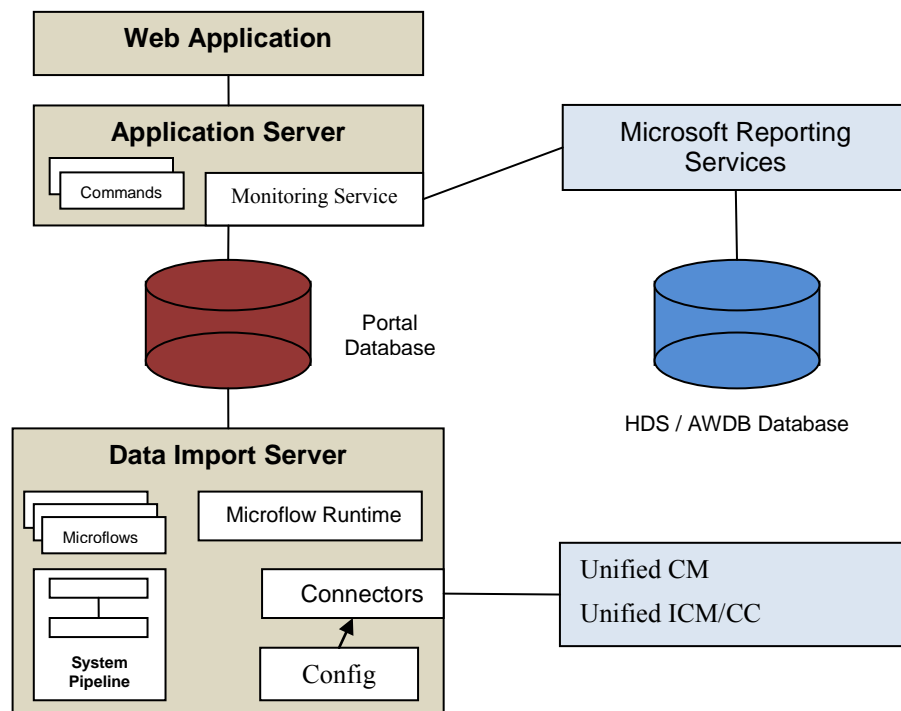 Web Application
Application Server
Commands
Monitoring Service
Microsoft Reporting
Services
Portal
Database
HDS / AWDB Database
Data Import Server
Microflows
Microflow Runtime
Connectors
Config
System
Pipeline
Unified CM
Unified ICM/CC